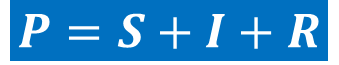 P = S + I + R